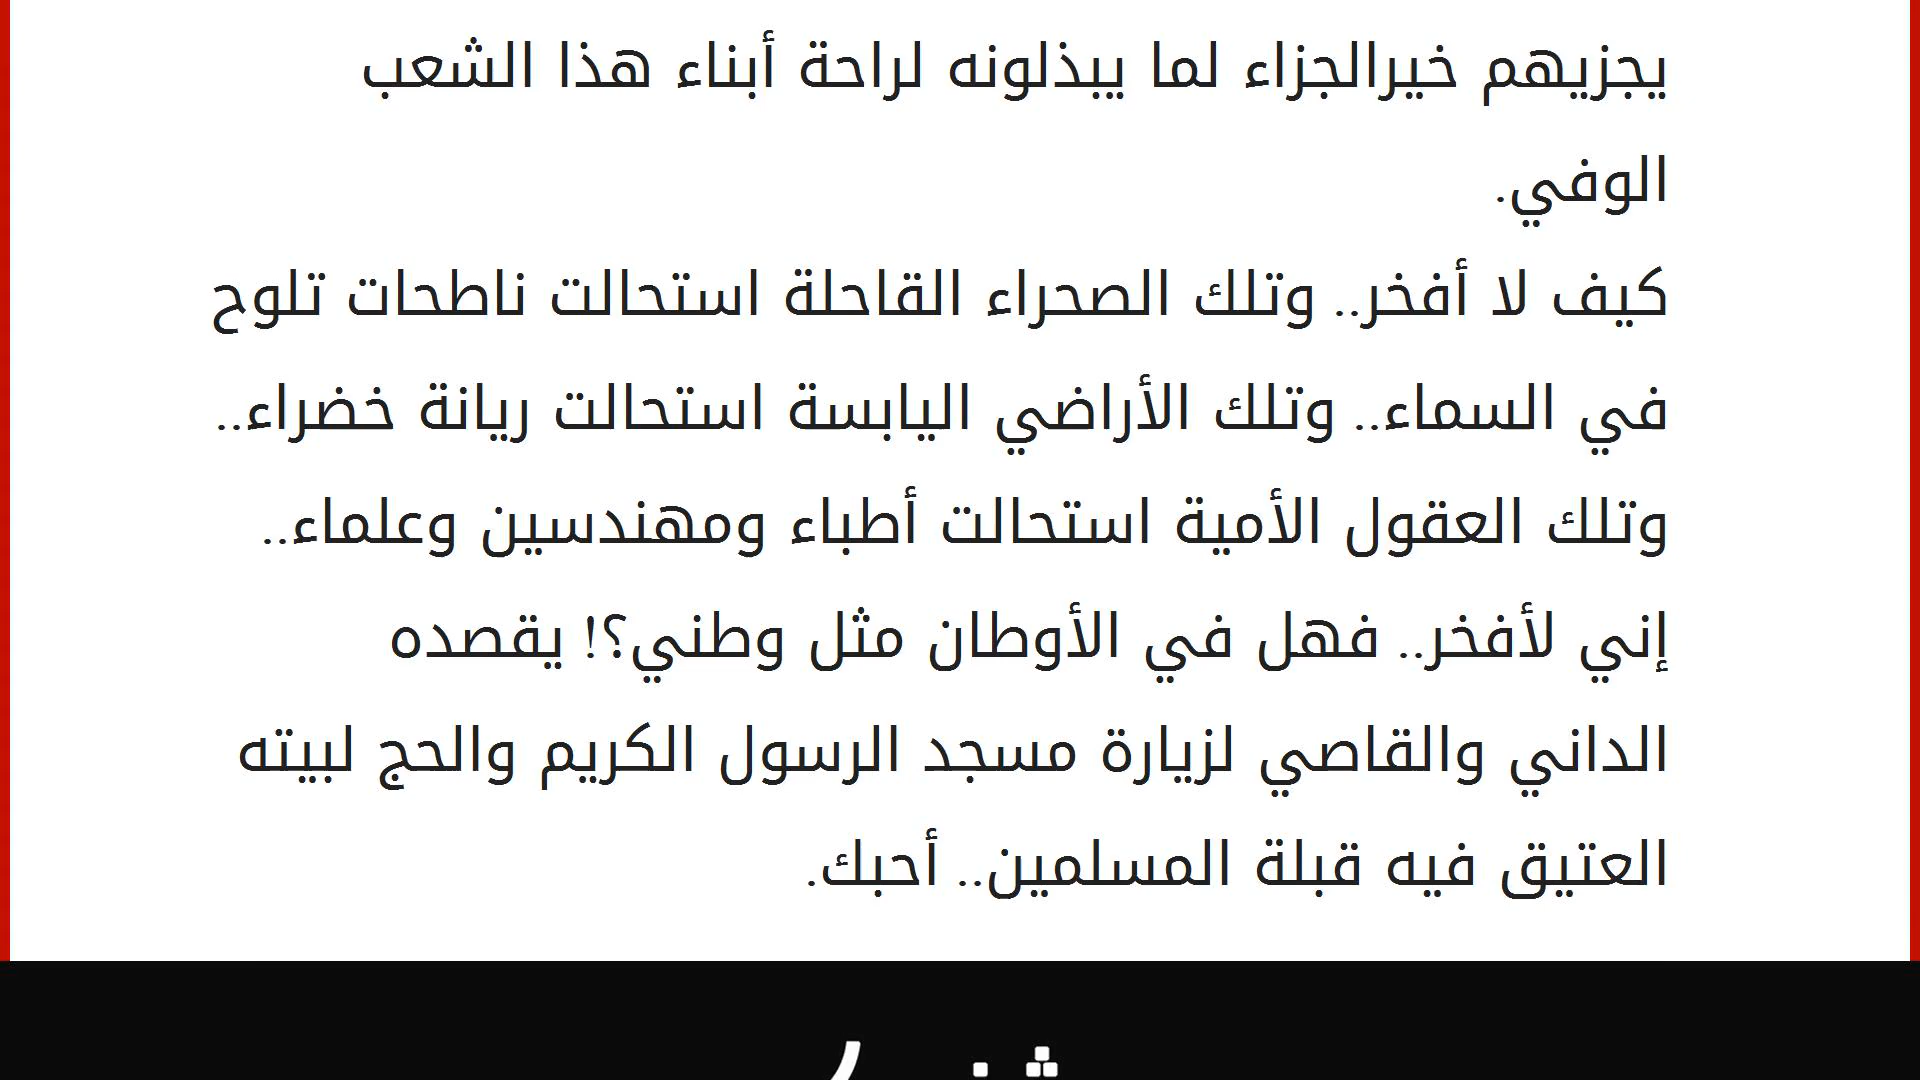 يجزيهم خيرالجزاء لما يبذلونه لراحة أبناء هذا الشعب
الوفي.
كيف لا أفخر.. وتلك الصحراء القاحلة استحالت ناطحات تلوح
في السماء.. وتلك الأراضي اليابسة استحالت ريانة خضراء..
وتلك العقول الأمية استحالت أطباء ومهندسين وعلماء..
إني لأفخر.. فهل في الأوطان مثل وطني؟! يقصده
الداني والقاصي لزيارة مسجد الرسول الكريم والحج لبيته
العتيق فيه قبلة المسلمين.. أحبك.